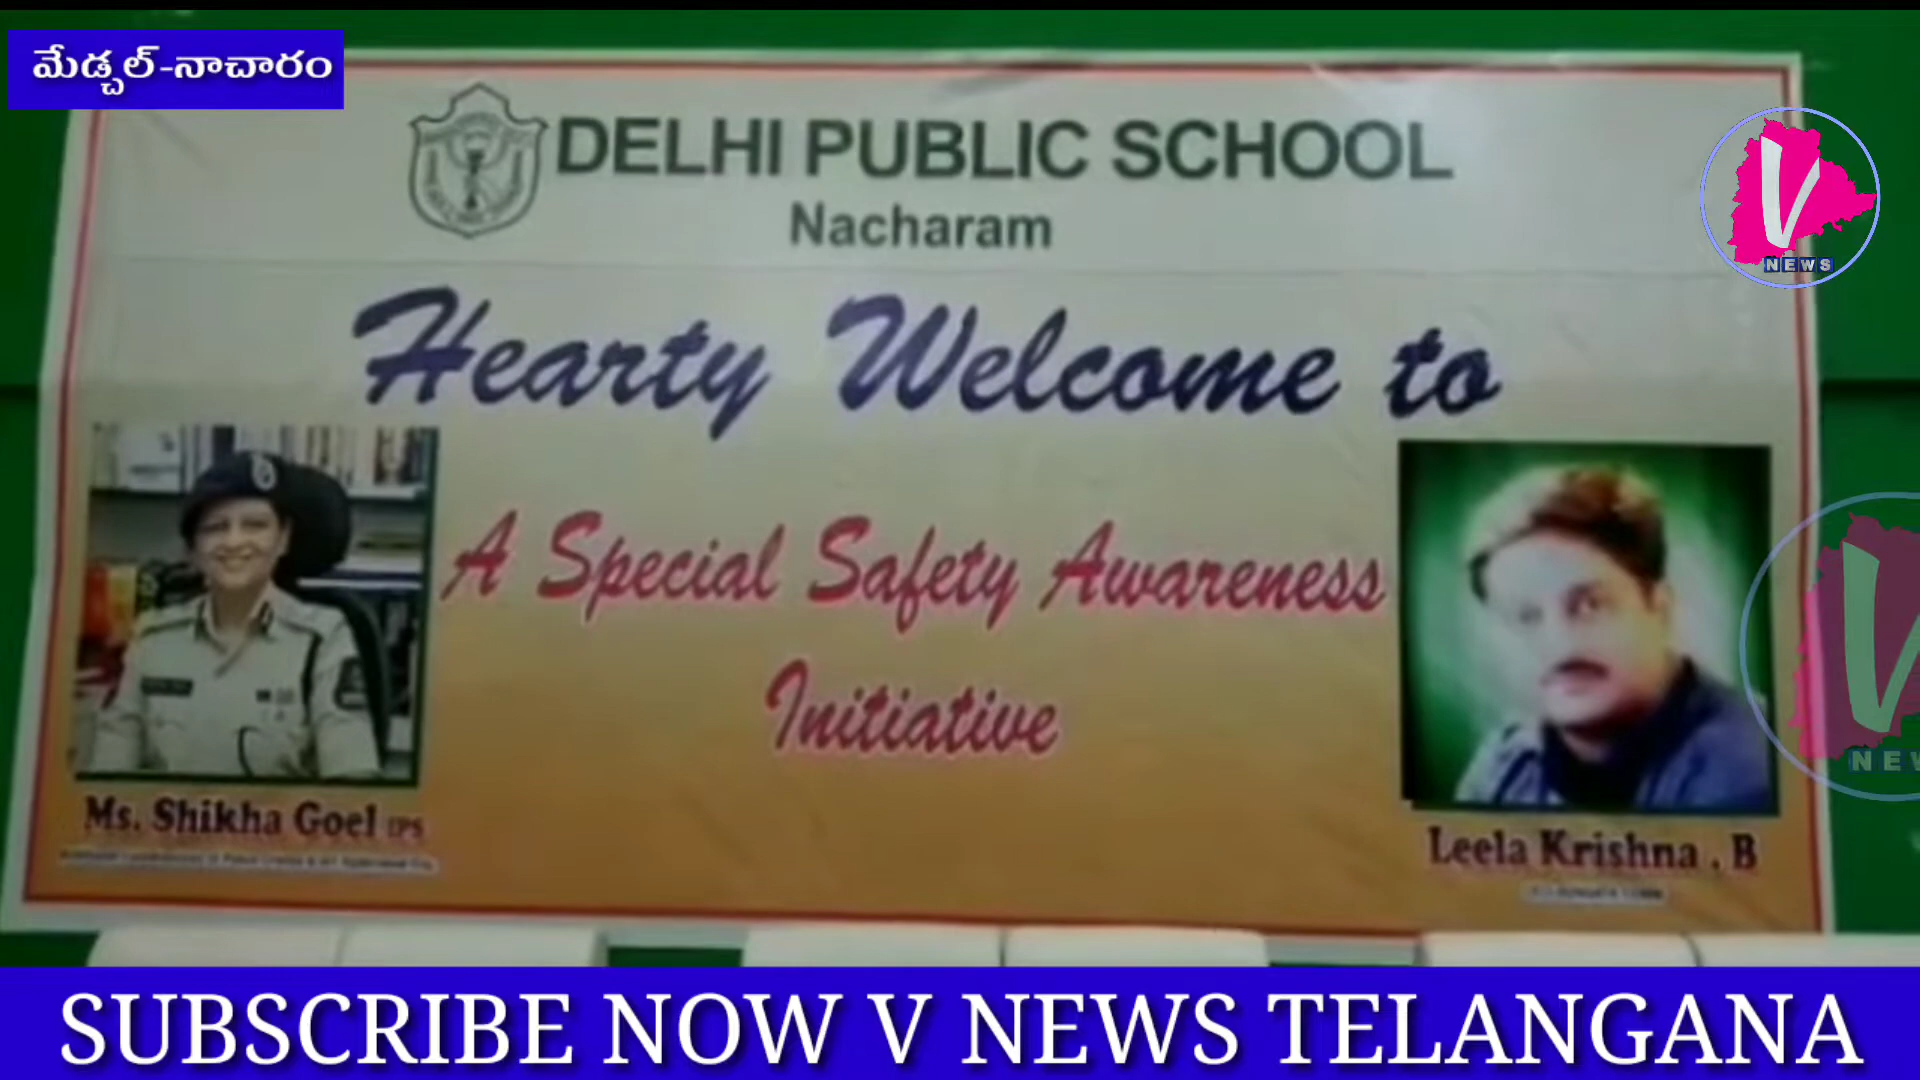 మేడ్చల్-నాచారం
DELHI PUBLIC SCHOOL
Nacharam
Hearty Welcome to
A Special Safety Awareness
Initiative
Ms. Shikha Goel IPS
Leela Krishna . B
V
NEWS
V
NEW
SUBSCRIBE NOW V NEWS TELANGANA